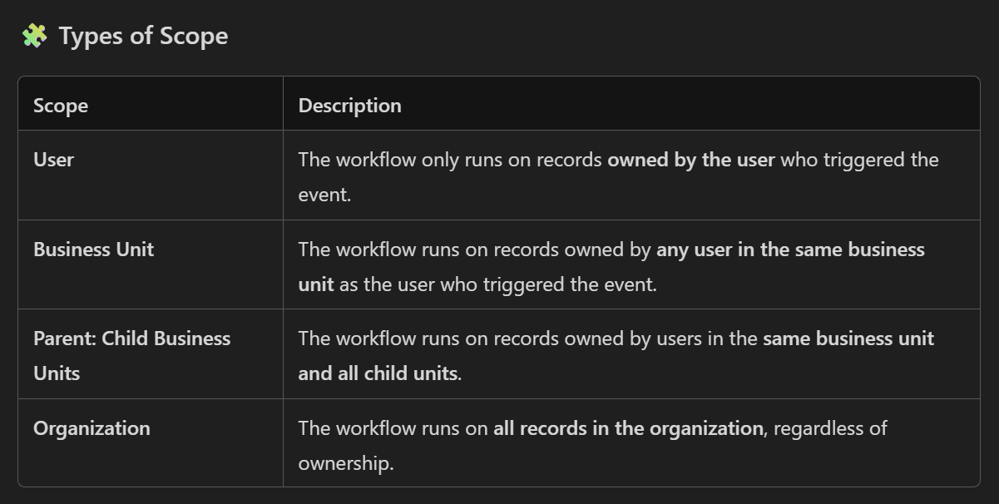 Types of Scope
Scope
Description
User
The workflow only runs on records owned by the user who triggered the
event.
Business Unit
The workflow runs on records owned by any user in the same business
unit as the user who triggered the event.
Parent: Child Business
Units
The workflow runs on records owned by users in the same business unit
and all child units.
Organization
The workflow runs on all records in the organization, regardless of
ownership.